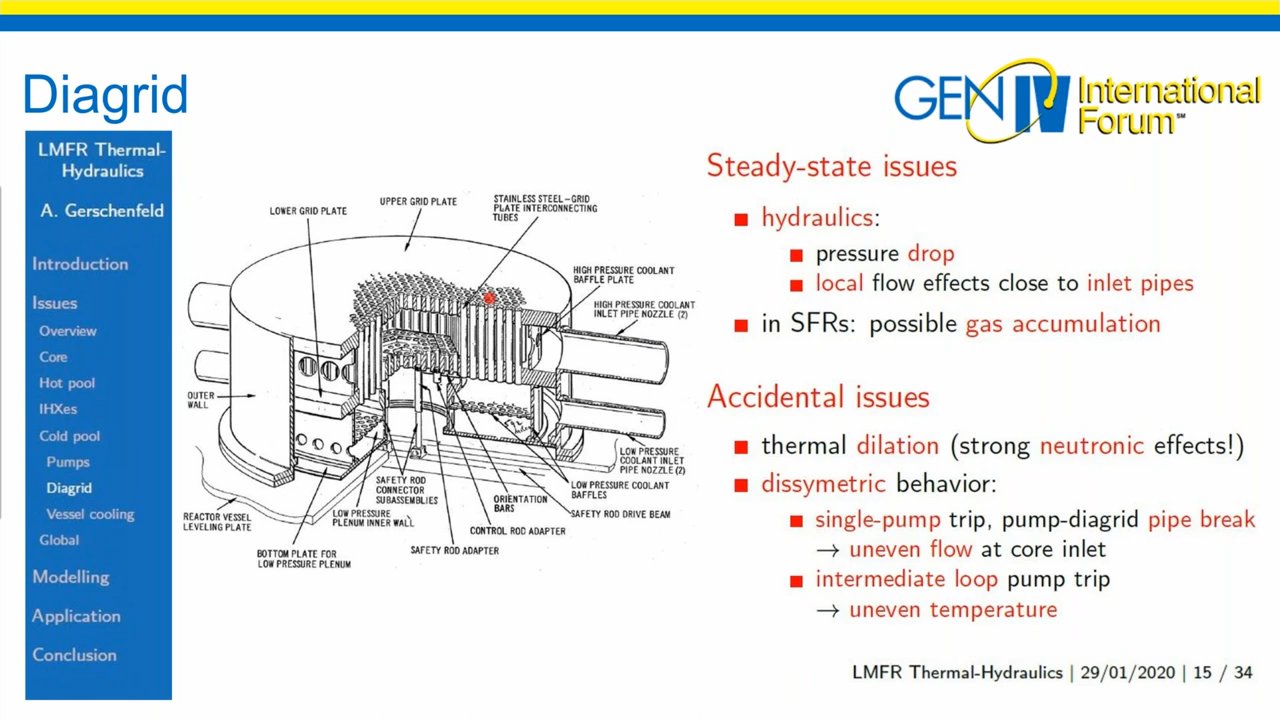 Diagrid
GEN IV International
Forum SM
LMFR Thermal-
Hydraulics
A. Gerschenfeld
Introduction
Issues
Overview
Core
Hot pool
IHXes
Cold pool
Pumps
Diagrid
Vessel cooling
Global
Modelling
Application
Conclusion
LOWER GRID PLATE
UPPER GRID PLATE
STAINLESS STEEL-GRID
PLATE INTERCONNECTING
TUBES
HIGH PRESSURE COOLANT
BAFFLE PLATE
HIGH PRESSURE COOLANT
INLET PIPE NOZZLE (2)
OUTER
WALL
LOW PRESSURE
COOLANT INLET
PIPE NOZZLE (2)
LOW PRESSURE COOLANT
BAFFLES
SAFETY ROD
CONNECTOR
SUBASSEMBLIES
ORIENTATION
BARS
SAFETY ROD DRIVE BEAM
REACTOR VESSEL
LEVELING PLATE
LOW PRESSURE
PLENUM INNER WALL
CONTROL ROD ADAPTER
BOTTOM PLATE FOR
LOW PRESSURE PLENUM
SAFETY ROD ADAPTER
Steady-state issues
hydraulics:
pressure drop
local flow effects close to inlet pipes
in SFRs: possible gas accumulation
Accidental issues
thermal dilation (strong neutronic effects!)
dissymetric behavior:
single-pump trip, pump-diagrid pipe break
→ uneven flow at core inlet
intermediate loop pump trip
→ uneven temperature
LMFR Thermal-Hydraulics | 29/01/2020 | 15 / 34